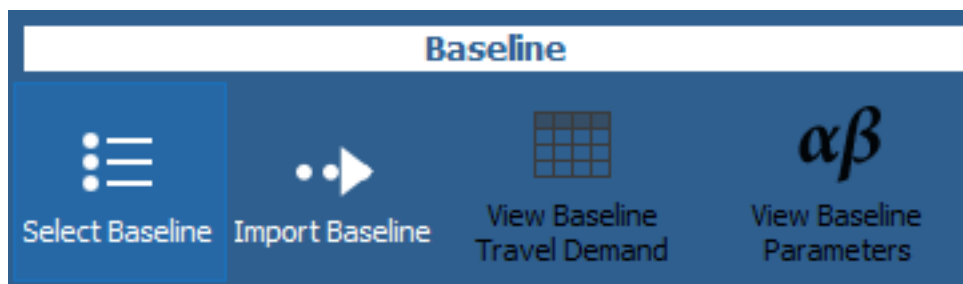 Baseline
Select Baseline
Import Baseline
αβ
View Baseline
Travel Demand
View Baseline
Parameters